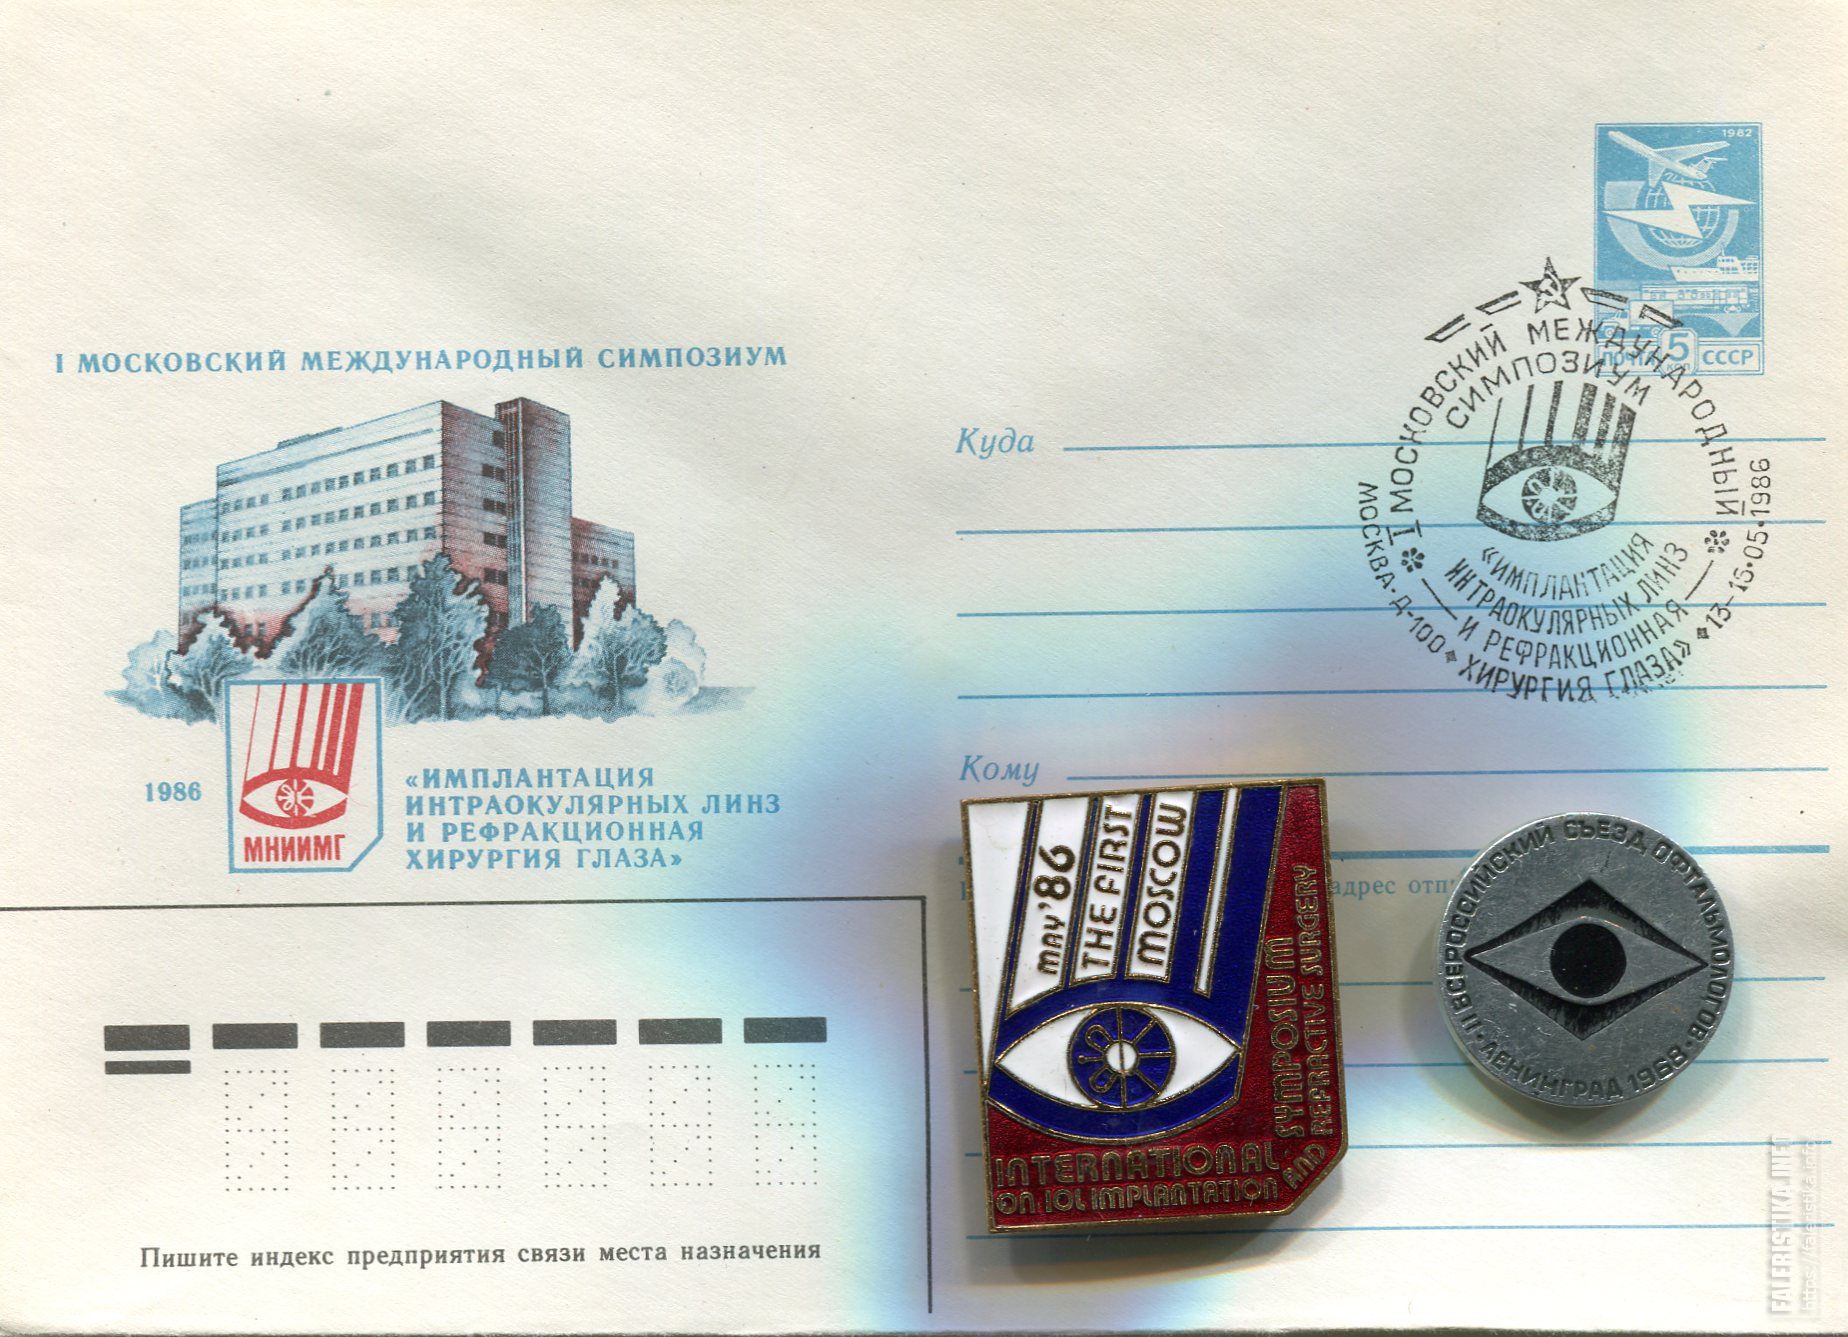 I МОСКОВСКИЙ МЕЖДУНАРОДНЫЙ СИМПОЗИУМ
1986
МНИИМГ
«ИМПЛАНТАЦИЯ
ИНТРАОКУЛЯРНЫХ ЛИНЗ
И РЕФРАКЦИОННАЯ
ХИРУРГИЯ ГЛАЗА»
Пишите индекс предприятия связи места назначения
1982
ПОЧТА 5 КОП СССР
I МОСКОВСКИЙ МЕЖДУНАРОДНЫЙ
СИМПОЗИУМ
«ИМПЛАНТАЦИЯ
ИНТРАОКУЛЯРНЫХ ЛИНЗ
И РЕФРАКЦИОННАЯ
ХИРУРГИЯ ГЛАЗА»
МОСКВА·Д-100
13-16·05·1986
Куда
Кому
адрес
MAY '86
THE FIRST
MOSCOW
INTERNATIONAL
SYMPOSIUM
ON IOL IMPLANTATION
AND
REFRACTIVE SURGERY
II ВСЕРОССИЙСКИЙ СЪЕЗД ОФТАЛЬМОЛОГОВ·
ЛЕНИНГРАД 1968·
FALERISTIKA.NET